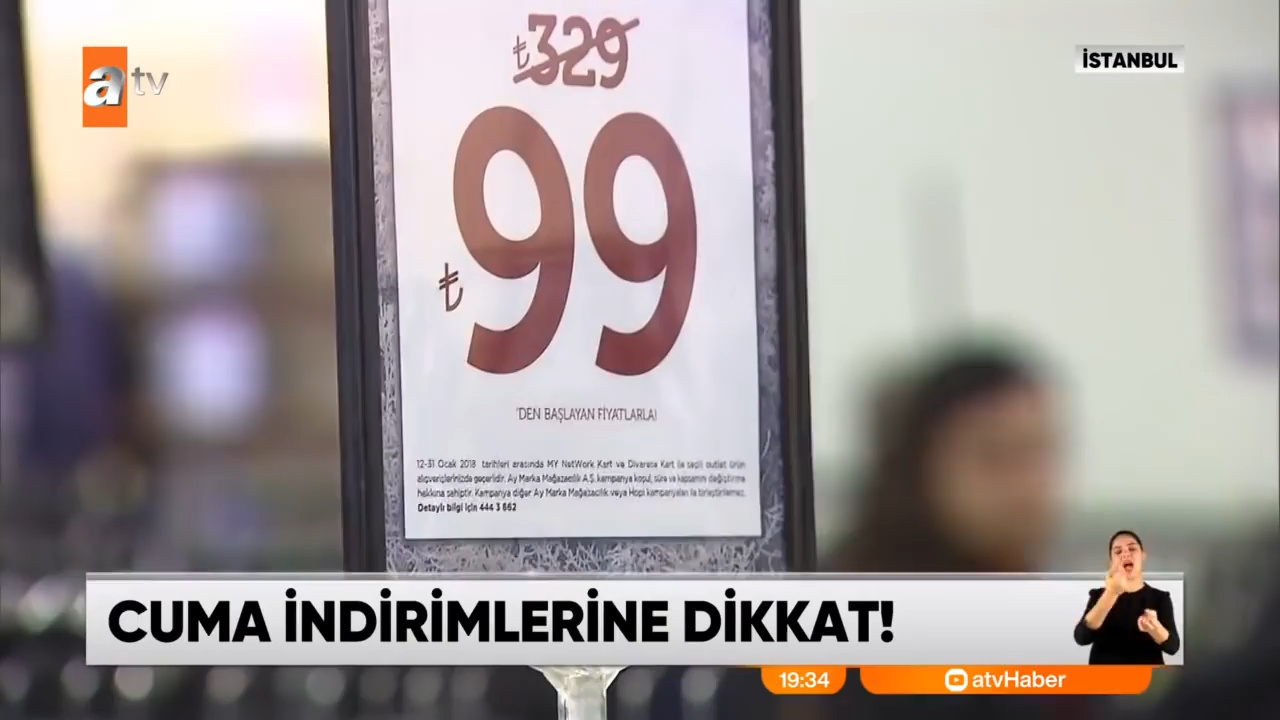 atv
İSTANBUL
₺329
₺99
'DEN BAŞLAYAN FİYATLARLA!
12-31 Ocak 2018 tarihleri arasında MY NetWork Kart ve Divarese Kart ile seçili outlet ürün
alışverişlerinizde geçerlidir. Ay Marka Mağazacılık A.Ş. kampanya koşul, süre ve kapsamını değiştirme
hakkına sahiptir. Kampanya diğer Ay Marka Mağazacılık veya Hopi kampanyaları ile birleştirilemez.
Detaylı bilgi için 444 3 662
CUMA İNDİRİMLERİNE DİKKAT!
19:34
atvHaber